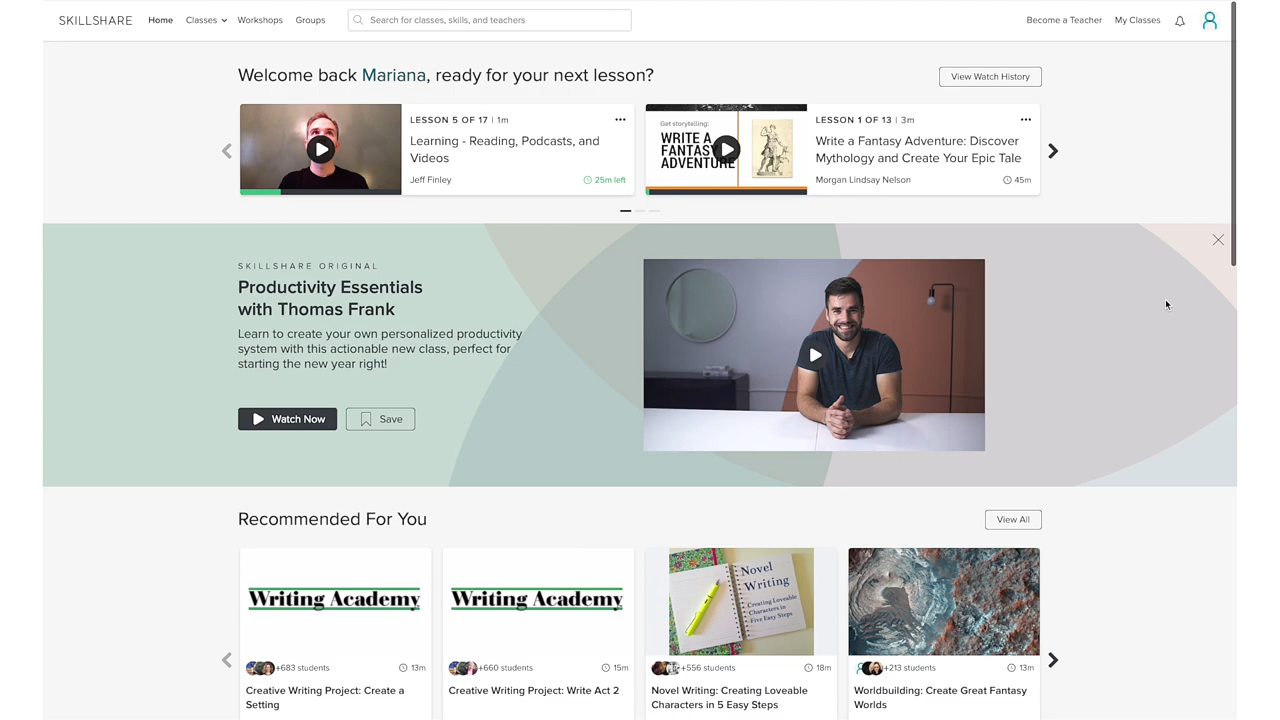 SKILLSHARE Home Classes Workshops Groups Search for classes, skills, and teachers Become a Teacher My Classes
Welcome back Mariana, ready for your next lesson?
View Watch History
LESSON 5 OF 17 | 1m
Learning - Reading, Podcasts, and
Videos
Jeff Finley
25m left
Get storytelling:
WRITE A
FANTASY
ADVENTURE
LESSON 1 OF 13 | 3m
Write a Fantasy Adventure: Discover
Mythology and Create Your Epic Tale
Morgan Lindsay Nelson
45m
SKILLSHARE ORIGINAL
Productivity Essentials
with Thomas Frank
Learn to create your own personalized productivity
system with this actionable new class, perfect for
starting the new year right!
Watch Now
Save
Recommended For You
View All
Writing Academy
+683 students
13m
Creative Writing Project: Create a
Setting
Writing Academy
+660 students
15m
Creative Writing Project: Write Act 2
Novel
Writing:
Creating Loveable
Characters in
Five Easy Steps
+556 students
18m
Novel Writing: Creating Loveable
Characters in 5 Easy Steps
+213 students
13m
Worldbuilding: Create Great Fantasy
Worlds